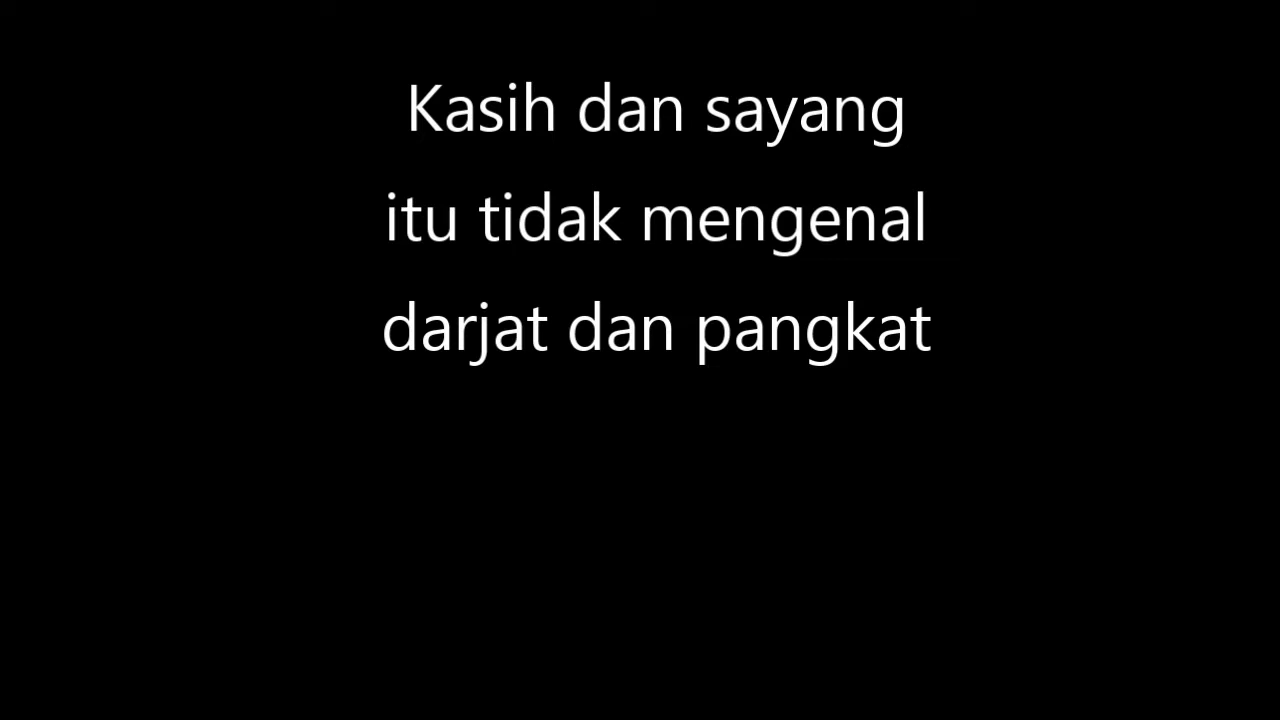 Kasih dan sayang
itu tidak mengenal
darjat dan pangkat